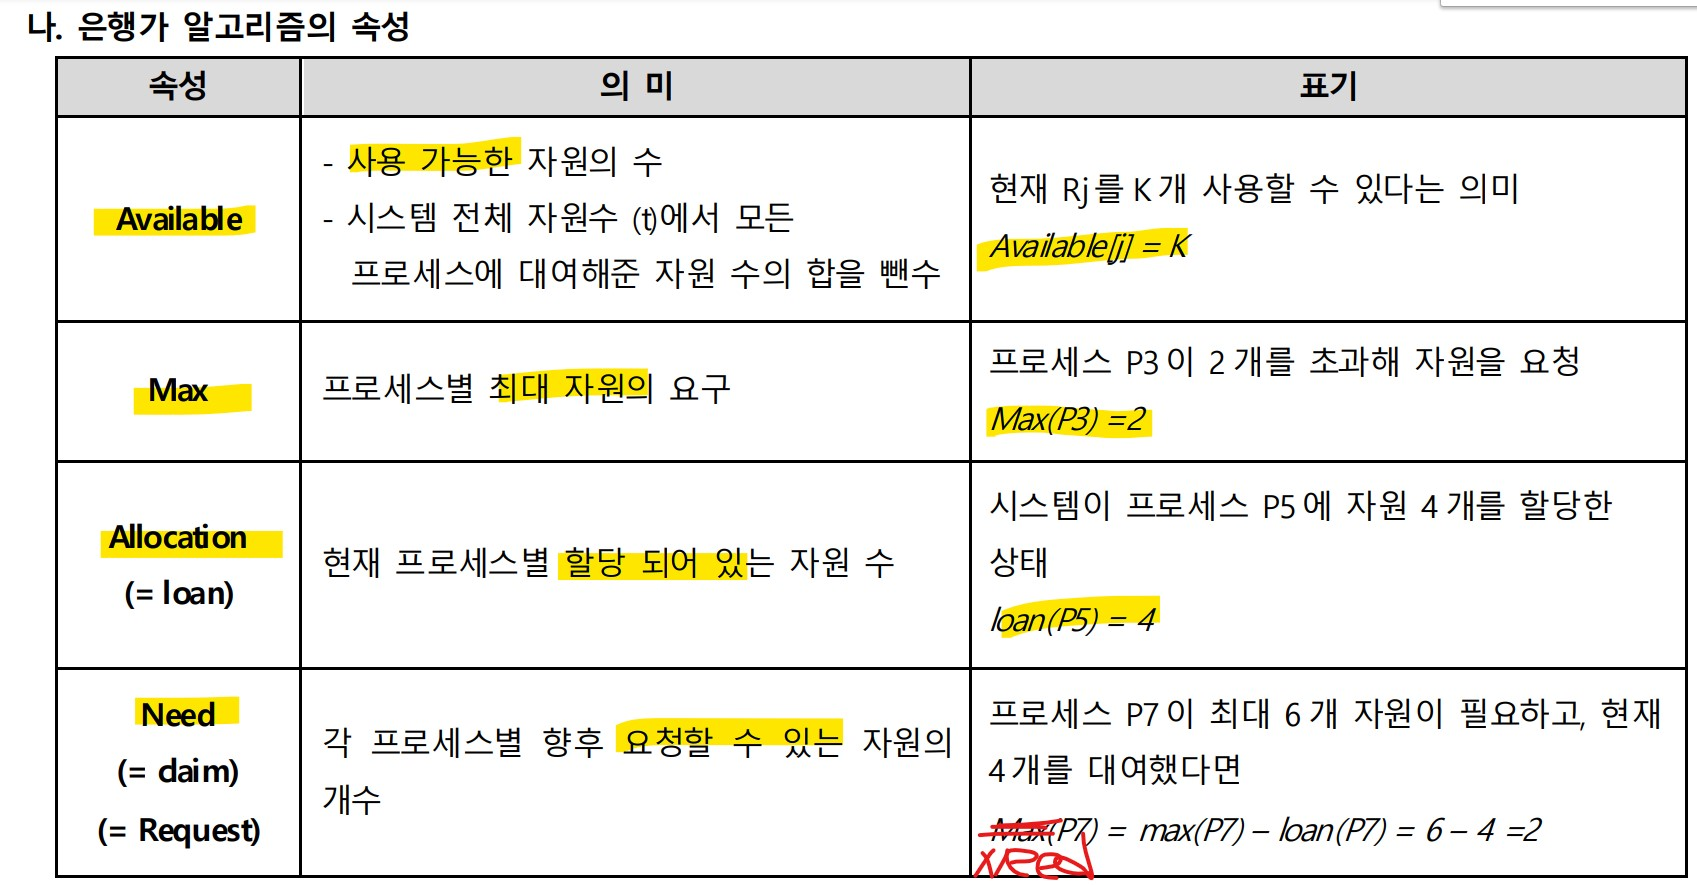 나. 은행가 알고리즘의 속성
속성
의 미
표기
Available
- 사용 가능한 자원의 수
- 시스템 전체 자원수 (t)에서 모든
프로세스에 대여해준 자원 수의 합을 뺀수
현재 Rj를 K개 사용할 수 있다는 의미
Available[j] = K
Max
프로세스별 최대 자원의 요구
프로세스 P3이 2개를 초과해 자원을 요청
Max(P3) =2
Allocation
(= loan)
현재 프로세스별 할당 되어 있는 자원 수
시스템이 프로세스 P5에 자원 4개를 할당한
상태
loan(P5) = 4
Need
(= claim)
(= Request)
각 프로세스별 향후 요청할 수 있는 자원의
개수
프로세스 P7이 최대 6개 자원이 필요하고, 현재
4개를 대여했다면
Max(P7) = max(P7) – loan(P7) = 6 – 4 =2
Need